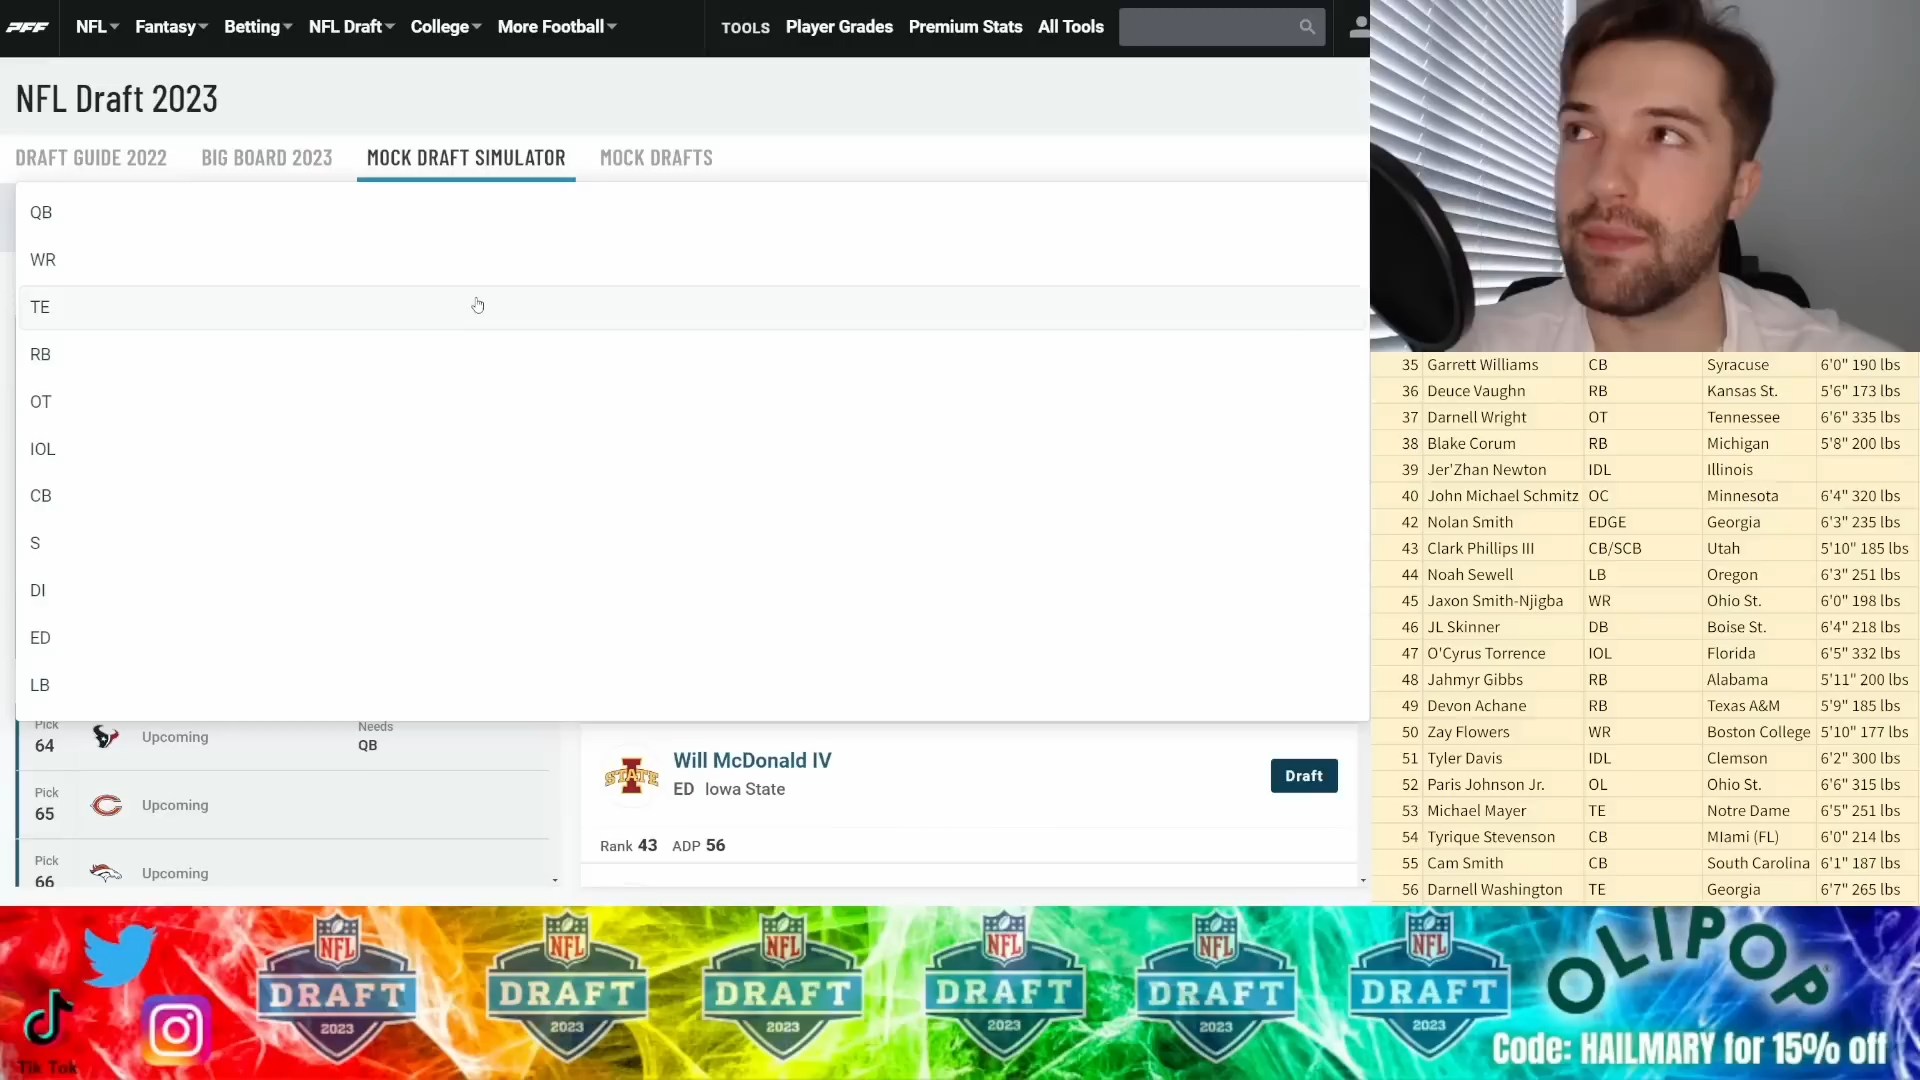 PFF NFL Fantasy Betting NFL Draft College More Football TOOLS Player Grades Premium Stats All Tools
NFL Draft 2023
DRAFT GUIDE 2022 BIG BOARD 2023 MOCK DRAFT SIMULATOR MOCK DRAFTS
QB
WR
TE
RB
OT
IOL
CB
S
DI
ED
LB
Pick
64 Upcoming
Needs
QB
Pick
65 Upcoming
Pick
66 Upcoming
STATE
Will McDonald IV
ED Iowa State
Draft
Rank 43 ADP 56
35 Garrett Williams CB Syracuse 6'0" 190 lbs
36 Deuce Vaughn RB Kansas St. 5'6" 173 lbs
37 Darnell Wright OT Tennessee 6'6" 335 lbs
38 Blake Corum RB Michigan 5'8" 200 lbs
39 Jer'Zhan Newton IDL Illinois
40 John Michael Schmitz OC Minnesota 6'4" 320 lbs
42 Nolan Smith EDGE Georgia 6'3" 235 lbs
43 Clark Phillips III CB/SCB Utah 5'10" 185 lbs
44 Noah Sewell LB Oregon 6'3" 251 lbs
45 Jaxon Smith-Njigba WR Ohio St. 6'0" 198 lbs
46 JL Skinner DB Boise St. 6'4" 218 lbs
47 O'Cyrus Torrence IOL Florida 6'5" 332 lbs
48 Jahmyr Gibbs RB Alabama 5'11" 200 lbs
49 Devon Achane RB Texas A&M 5'9" 185 lbs
50 Zay Flowers WR Boston College 5'10" 177 lbs
51 Tyler Davis IDL Clemson 6'2" 300 lbs
52 Paris Johnson Jr. OL Ohio St. 6'6" 315 lbs
53 Michael Mayer TE Notre Dame 6'5" 251 lbs
54 Tyrique Stevenson CB MIami (FL) 6'0" 214 lbs
55 Cam Smith CB South Carolina 6'1" 187 lbs
56 Darnell Washington TE Georgia 6'7" 265 lbs
Tik Tok
NFL
DRAFT
2023
NFL
DRAFT
2023
NFL
DRAFT
2023
NFL
DRAFT
2023
NFL
DRAFT
2023
NFL
DRAFT
2023
OLIPOP
Code: HAILMARY for 15% off